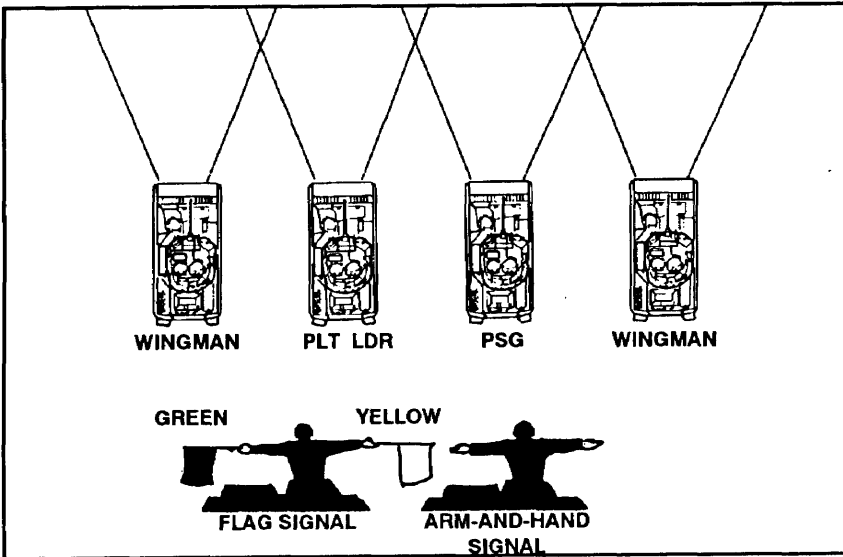 WINGMAN PLT LDR PSG WINGMAN
GREEN YELLOW
FLAG SIGNAL ARM-AND-HAND
SIGNAL